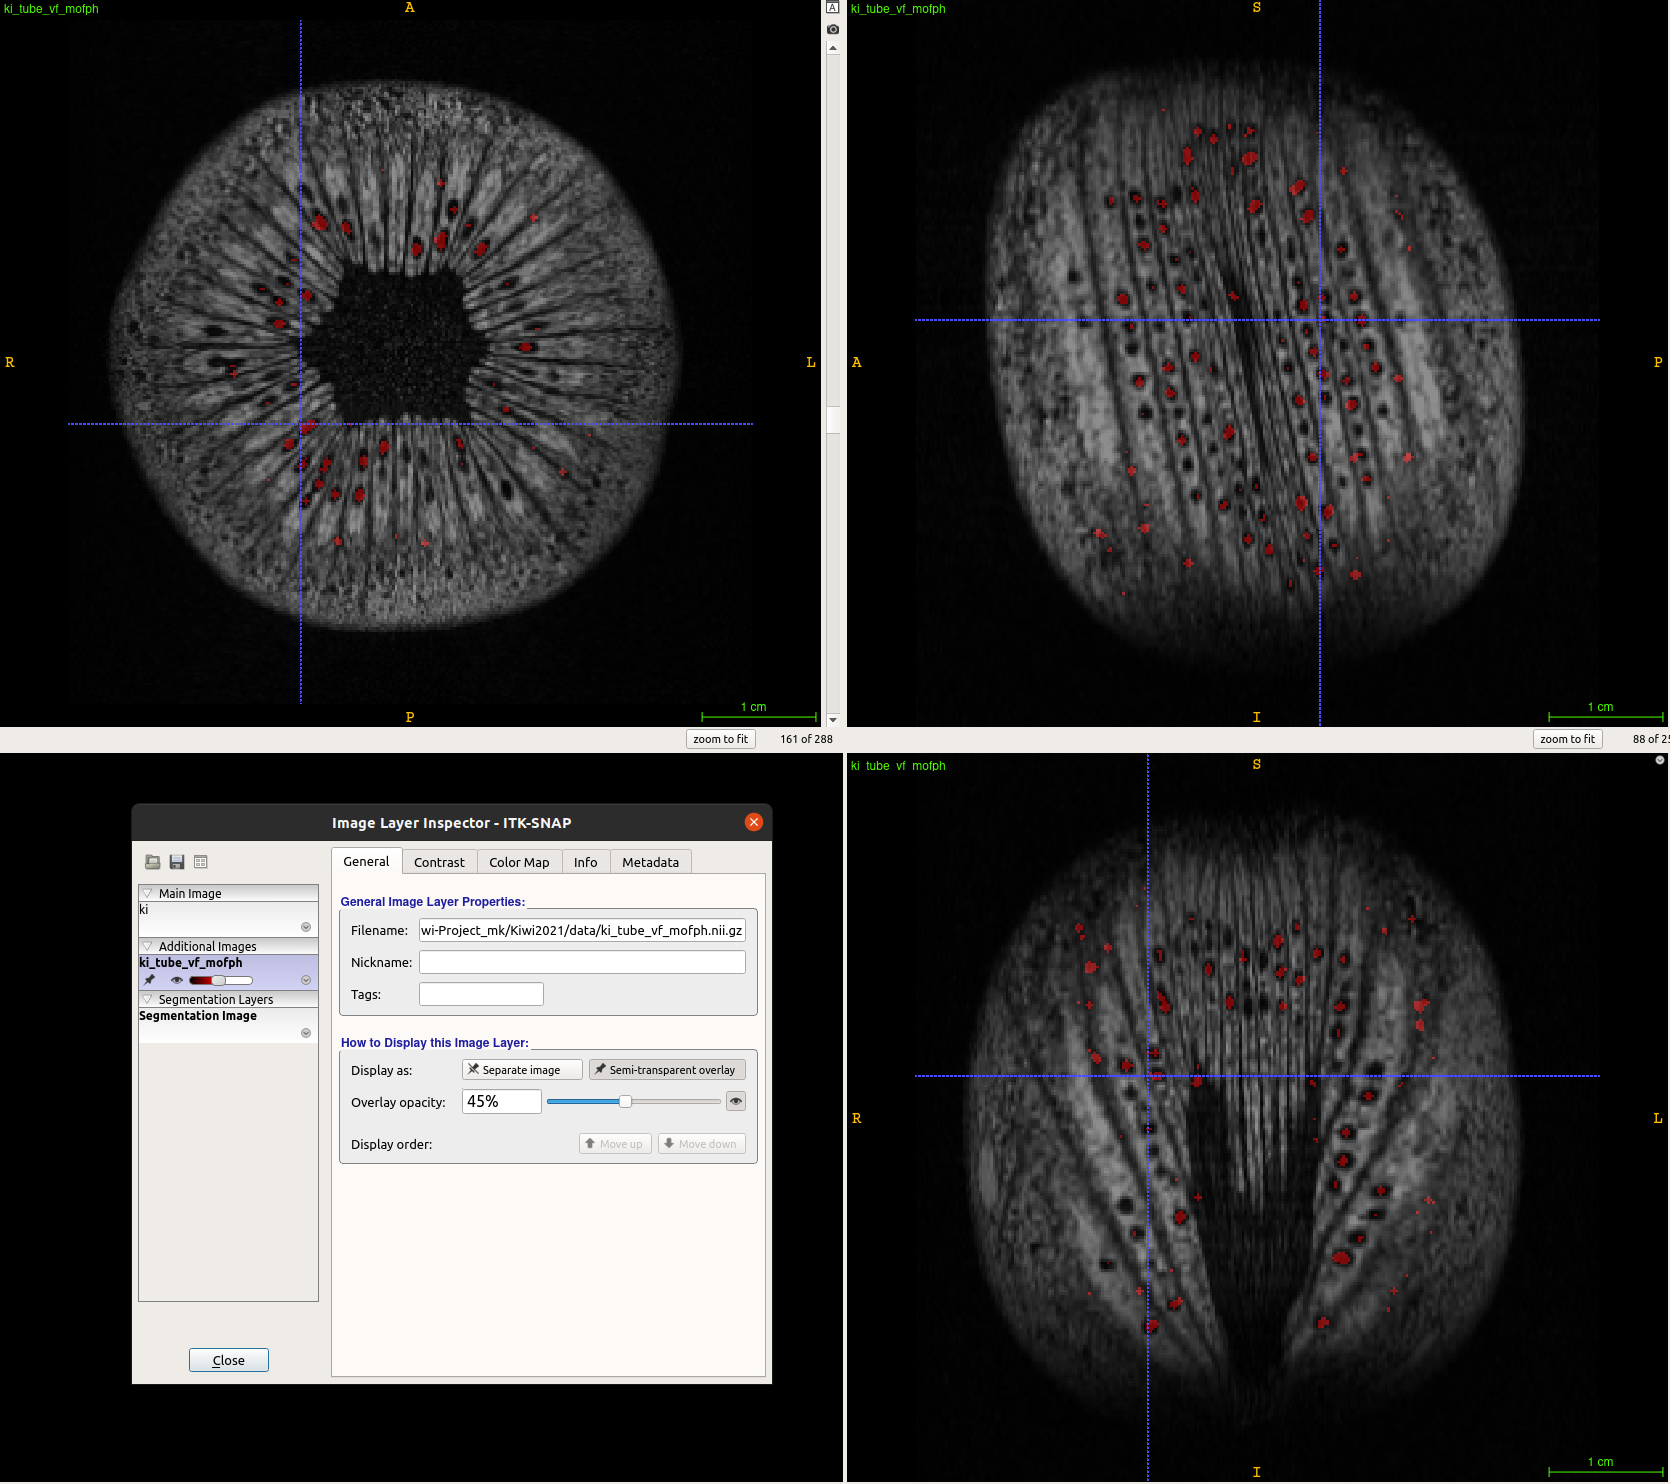 ki_tube_vf_mofph
A
R
L
P
1 cm
zoom to fit
161 of 288
A
ki_tube_vf_mofph
S
A
P
I
1 cm
zoom to fit
88 of 25
Image Layer Inspector - ITK-SNAP
Main Image
ki
Additional Images
ki_tube_vf_mofph
Segmentation Layers
Segmentation Image
Close
General
Contrast
Color Map
Info
Metadata
General Image Layer Properties:
Filename: wi-Project_mk/Kiwi2021/data/ki_tube_vf_mofph.nii.gz
Nickname:
Tags:
How to Display this Image Layer:
Display as: Separate image Semi-transparent overlay
Overlay opacity: 45%
Display order: Move up Move down
ki_tube_vf_mofph
S
R
L
I
1 cm